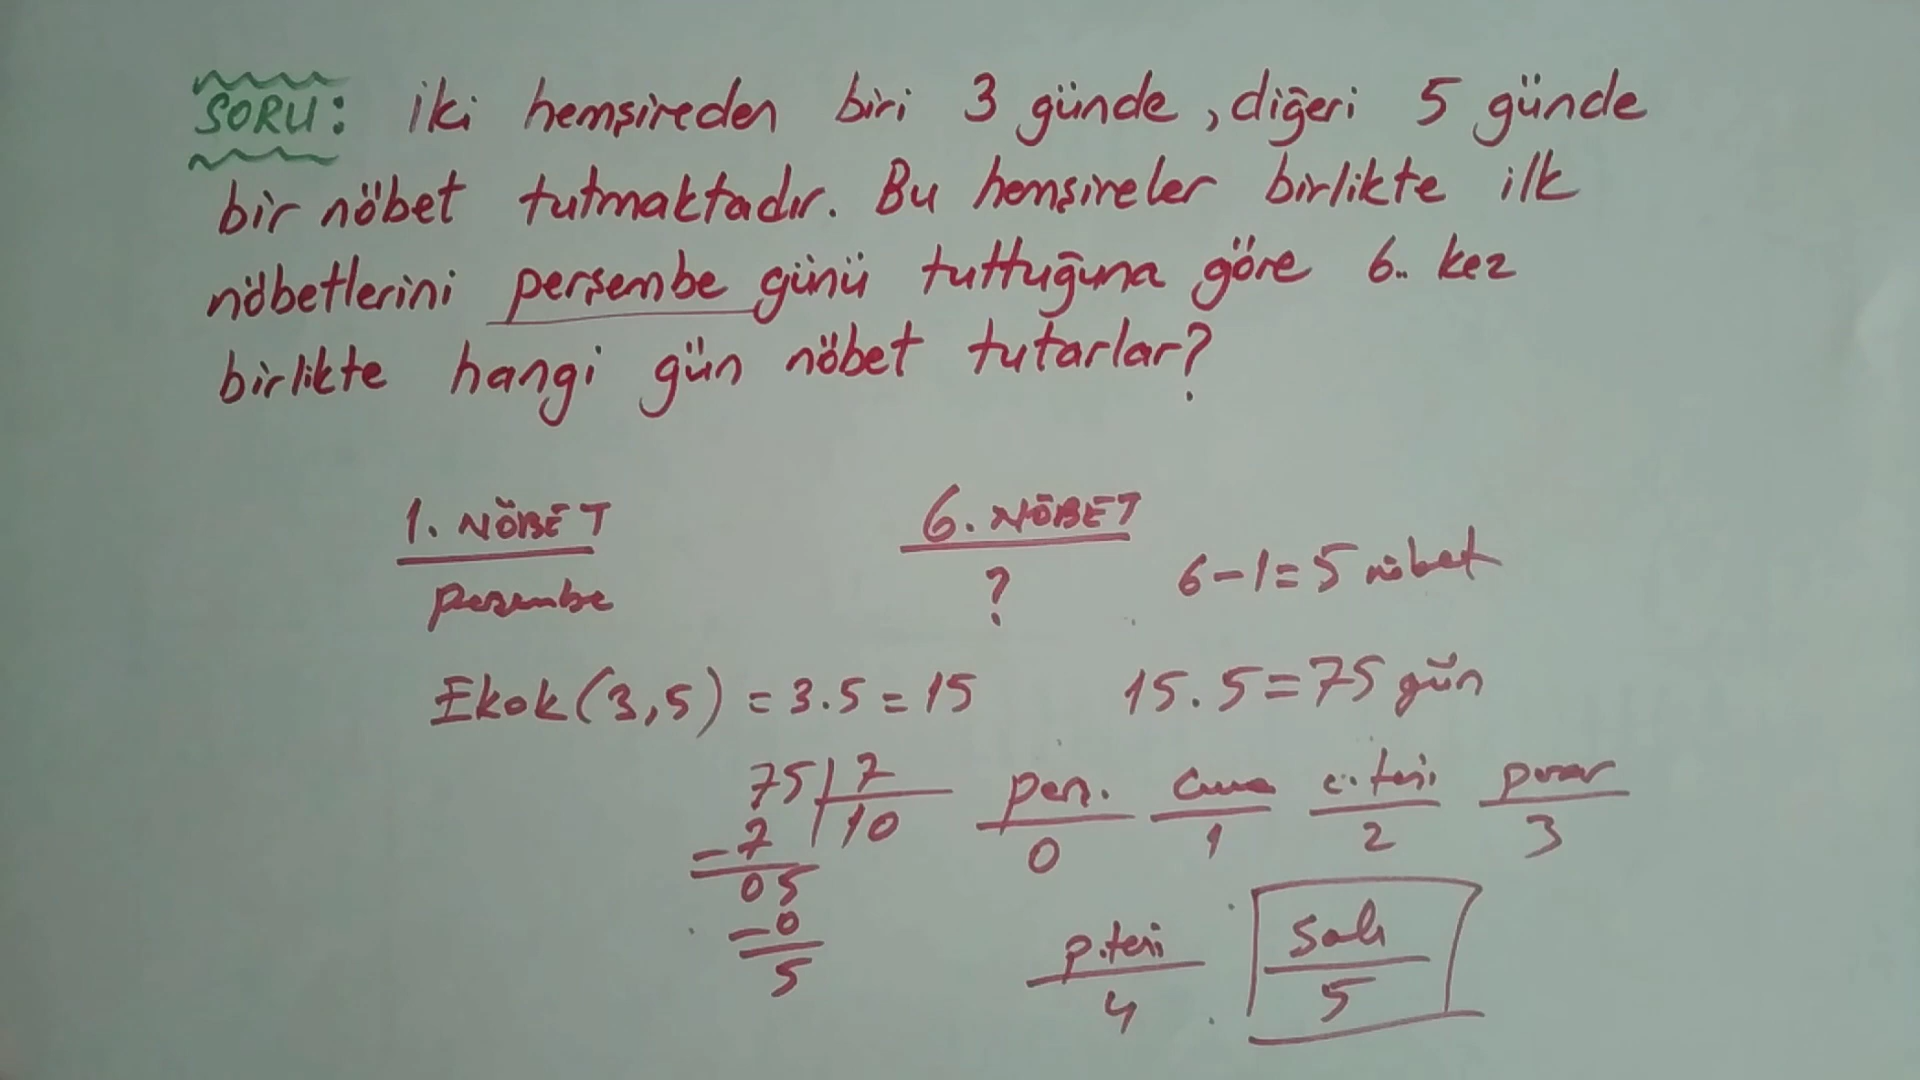 SORU: iki hemşireden biri 3 günde, diğeri 5 günde
bir nöbet tutmaktadır. Bu hemşireler birlikte ilk
nöbetlerini perşembe günü tuttuğuna göre 6. kez
birlikte hangi gün nöbet tutarlar?
1. NÖBET 6. NÖBET
perşembe ? 6-1=5 nöbet
Ekok(3,5) = 3.5 = 15 15.5=75 gün
75 7 per. Cuma c.tesi pazar
-7 10 0 1 2 3
05
-0 p.tesi Salı
5 4 5